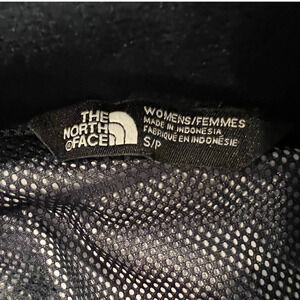 THE
NORTH
FACE
WOMENS/FEMMES
MADE IN INDONESIA
FABRIQUÉ EN INDONÉSIE
S/P